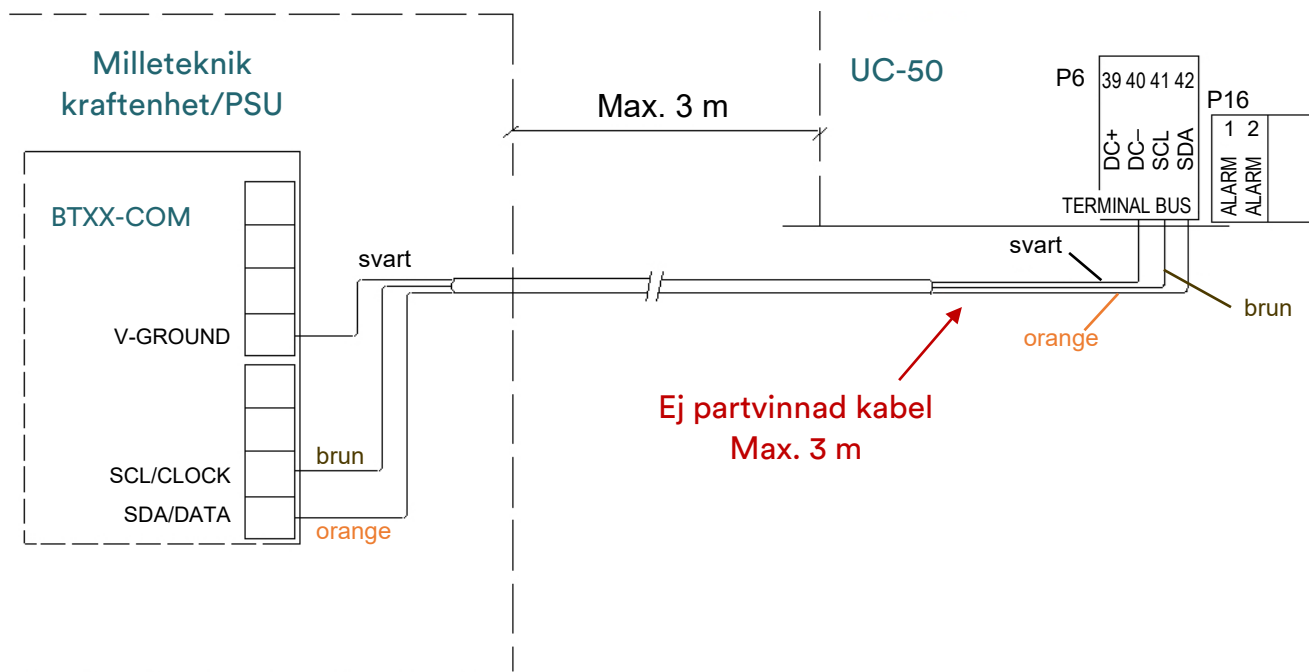 Milleteknik
kraftenhet/PSU
BTXX-COM
svart
V-GROUND
brun
SCL/CLOCK
SDA/DATA
orange
Max. 3 m
UC-50
P6
39 40 41 42
DC+
DC–
SCL
SDA
TERMINAL BUS
P16
1 2
ALARM
ALARM
svart
brun
orange
Ej partvinnad kabel
Max. 3 m